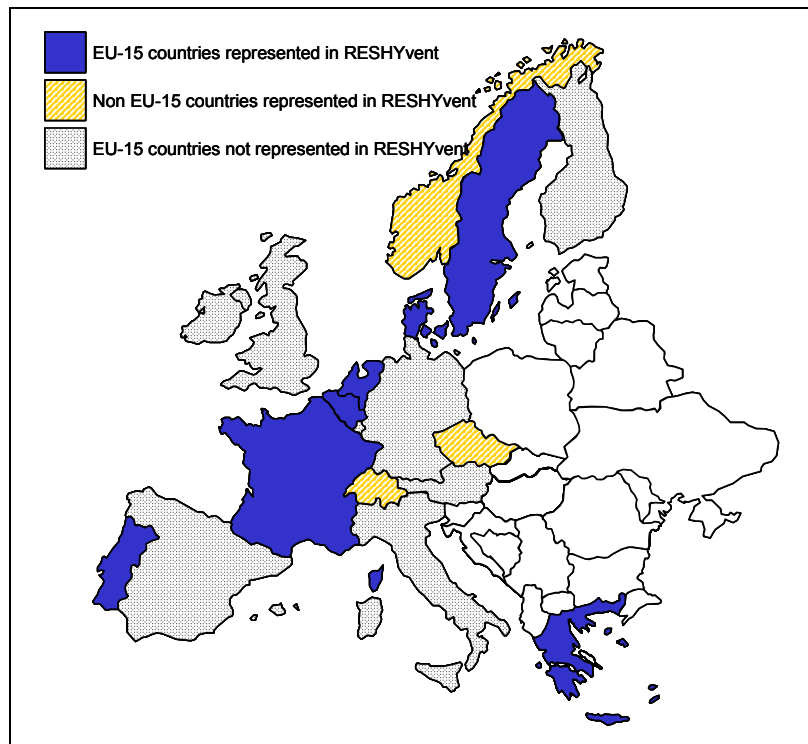 EU-15 countries represented in RESHYvent
Non EU-15 countries represented in RESHYvent
EU-15 countries not represented in RESHYvent